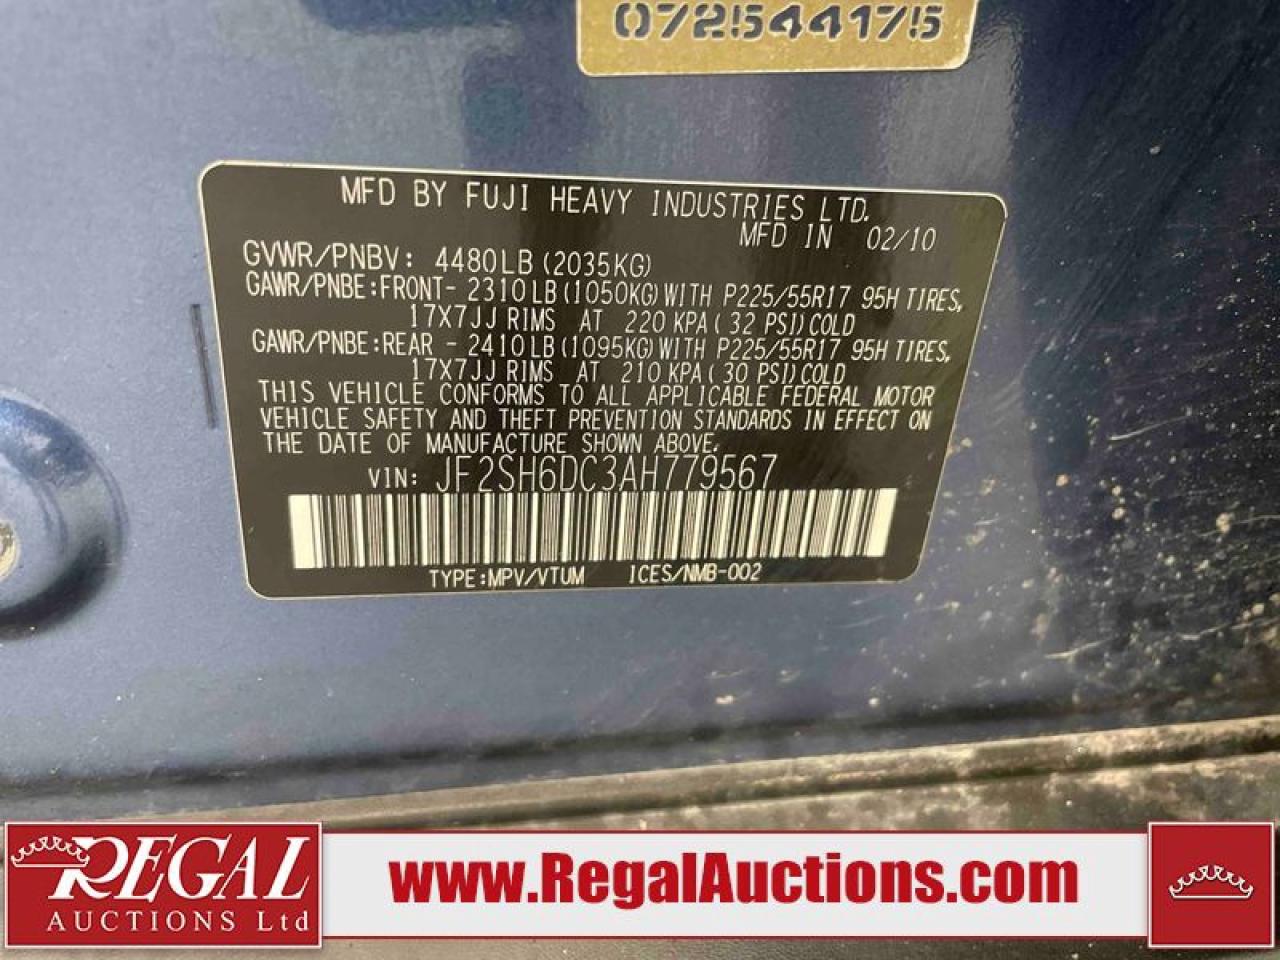 072544175
MFD BY FUJI HEAVY INDUSTRIES LTD.
MFD IN 02/10
GVWR/PNBV: 4480LB(2035KG)
GAWR/PNBE:FRONT- 2310LB(1050KG)WITH P225/55R17 95H TIRES,
17X7JJ RIMS AT 220 KPA(32 PSI)COLD
GAWR/PNBE:REAR - 2410LB(1095KG)WITH P225/55R17 95H TIRES,
17X7JJ RIMS AT 210 KPA(30 PSI)COLD
THIS VEHICLE CONFORMS TO ALL APPLICABLE FEDERAL MOTOR
VEHICLE SAFETY AND THEFT PREVENTION STANDARDS IN EFFECT ON
THE DATE OF MANUFACTURE SHOWN ABOVE.
VIN: JF2SH6DC3AH779567
TYPE:MPV/VTUM ICES/NMB-002
REGAL
AUCTIONS Ltd
www.RegalAuctions.com